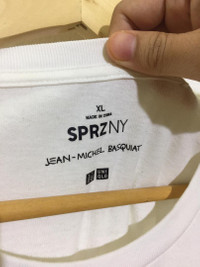 XL
MADE IN CHINA
SPRZNY
JEAN-MICHEL BASQUIAT
UNI
QLO